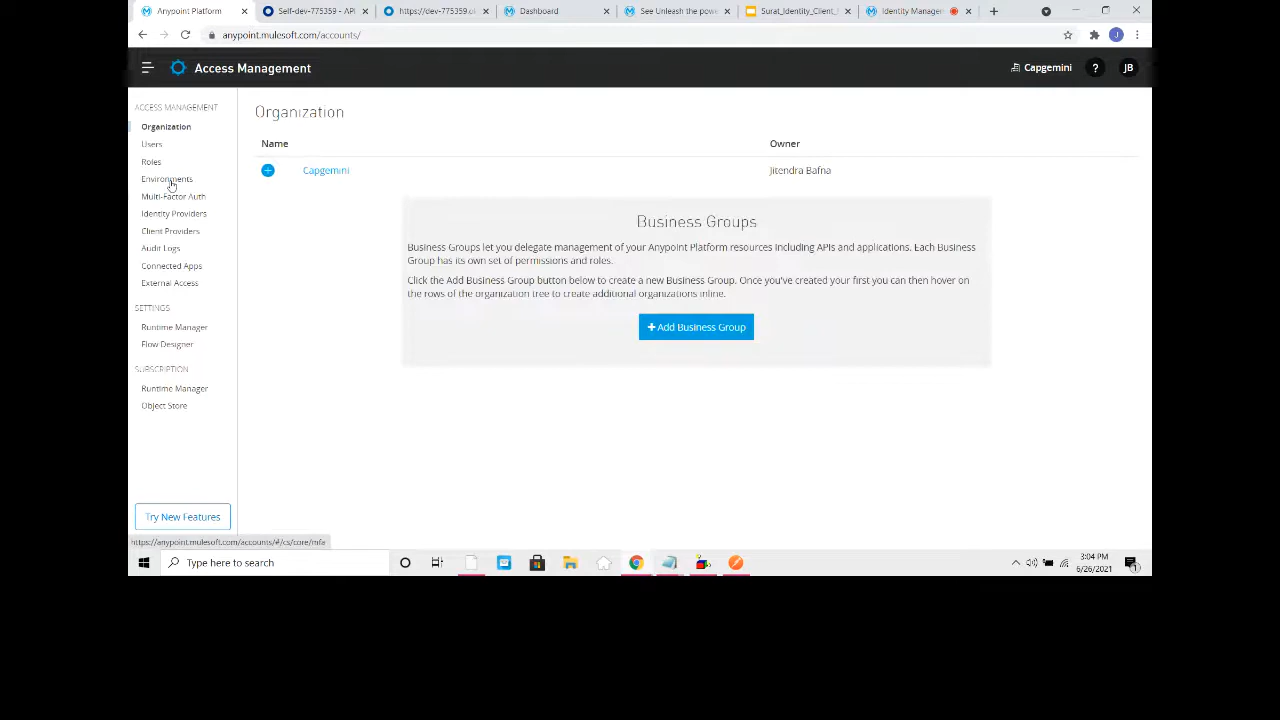 Anypoint Platform
Self-dev-775359 - API
https://dev-775359.ok
Dashboard
See Unleash the pow
Surat_Identity_Client_
Identity Manage
anypoint.mulesoft.com/accounts/
J
Access Management
Capgemini
?
JB
ACCESS MANAGEMENT
Organization
Users
Roles
Environments
Multi-Factor Auth
Identity Providers
Client Providers
Audit Logs
Connected Apps
External Access
SETTINGS
Runtime Manager
Flow Designer
SUBSCRIPTION
Runtime Manager
Object Store
Try New Features
Organization
Name
Owner
Capgemini
Jitendra Bafna
Business Groups
Business Groups let you delegate management of your Anypoint Platform resources including APIs and applications. Each Business
Group has its own set of permissions and roles.
Click the Add Business Group button below to create a new Business Group. Once you've created your first you can then hover on
the rows of the organization tree to create additional organizations inline.
+ Add Business Group
https://anypoint.mulesoft.com/accounts/#/cs/core/mfa
Type here to search
3:04 PM
6/26/2021
1